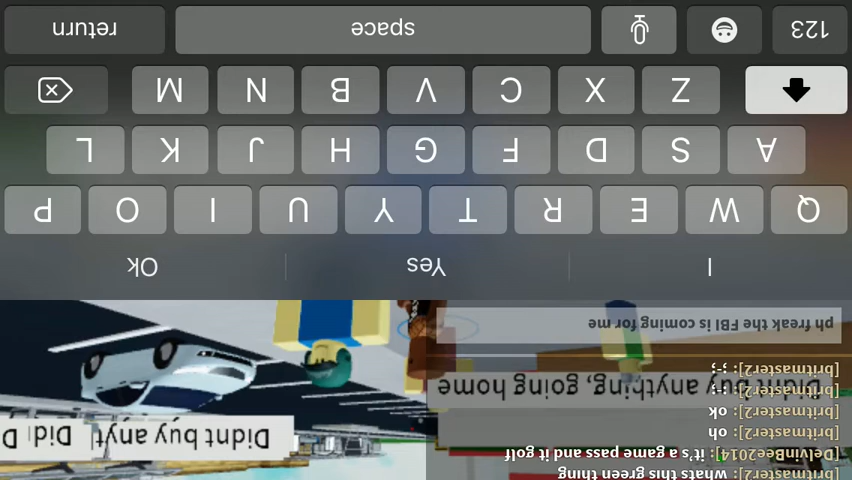 [britmaster2]: whats this green thing
[DelvinBee2014]: it's a game pass and it golf
[britmaster2]: oh
[britmaster2]: ok
[britmaster2]: ;-;
[britmaster2]: ;-;
Didnt buy anything, going home
Didnt buy anyt
Did
D
ph freak the FBI is coming for me
I Yes Ok
Q W E R T Y U I O P
A S D F G H J K L
Z X C V B N M
123 space return